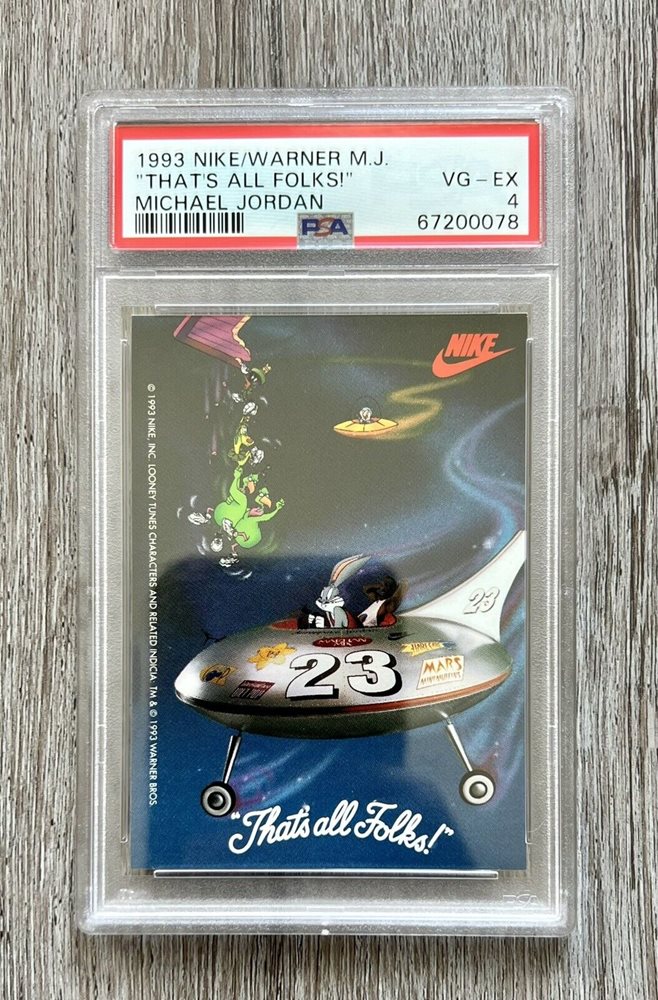 1993 NIKE/WARNER M.J.
"THAT'S ALL FOLKS!" VG-EX
MICHAEL JORDAN 4
PSA 67200078
NIKE
© 1993 NIKE, INC. LOONEY TUNES CHARACTERS AND RELATED INDICIA. TM & © 1993 WARNER BROS.
23
23
MARS
"That's all Folks!"